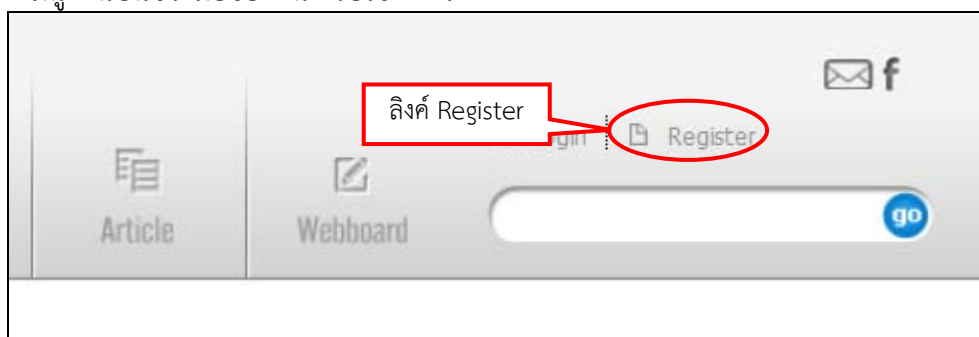 f
ลิงค์ Register
Register
Article
Webboard
go